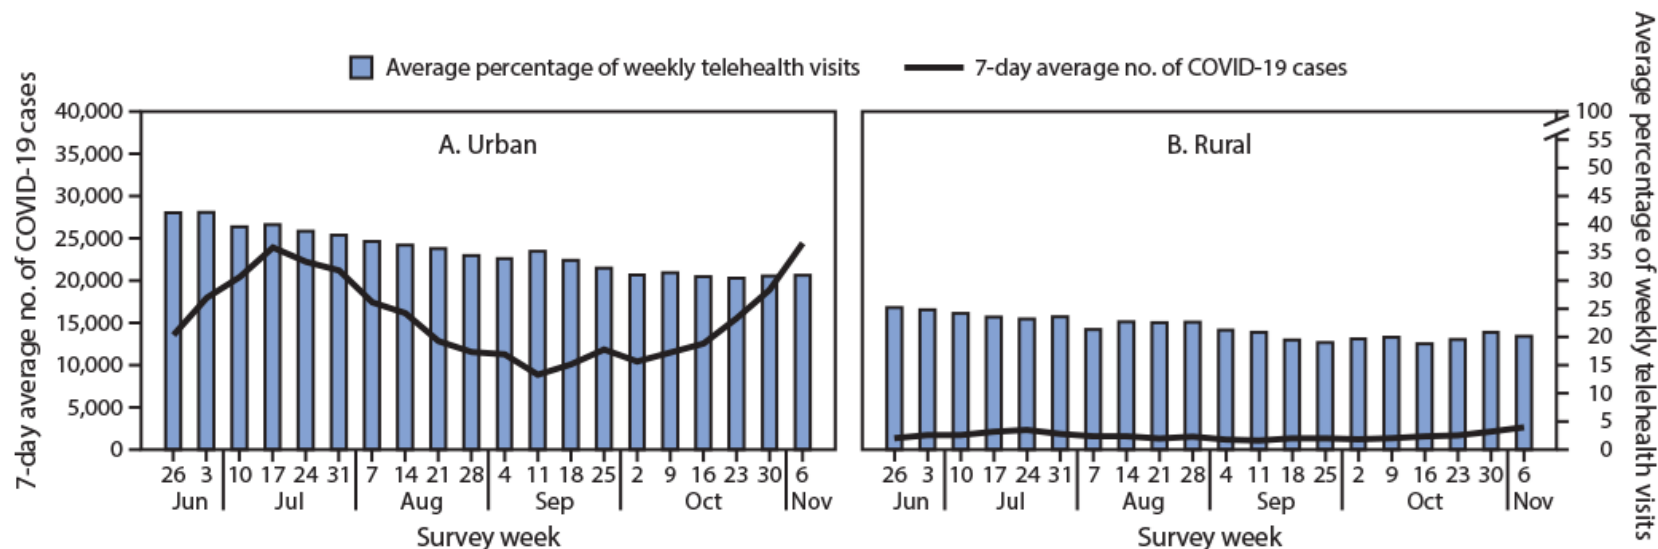 Average percentage of weekly telehealth visits
7-day average no. of COVID-19 cases
7-day average no. of COVID-19 cases
40,000
35,000
30,000
25,000
20,000
15,000
10,000
5,000
0
A. Urban
26 3 10 17 24 31 7 14 21 28 4 11 18 25 2 9 16 23 30 6
Jun Jul Aug Sep Oct Nov
Survey week
B. Rural
26 3 10 17 24 31 7 14 21 28 4 11 18 25 2 9 16 23 30 6
Jun Jul Aug Sep Oct Nov
Survey week
100
55
50
45
40
35
30
25
20
15
10
5
0
Average percentage of weekly telehealth visits